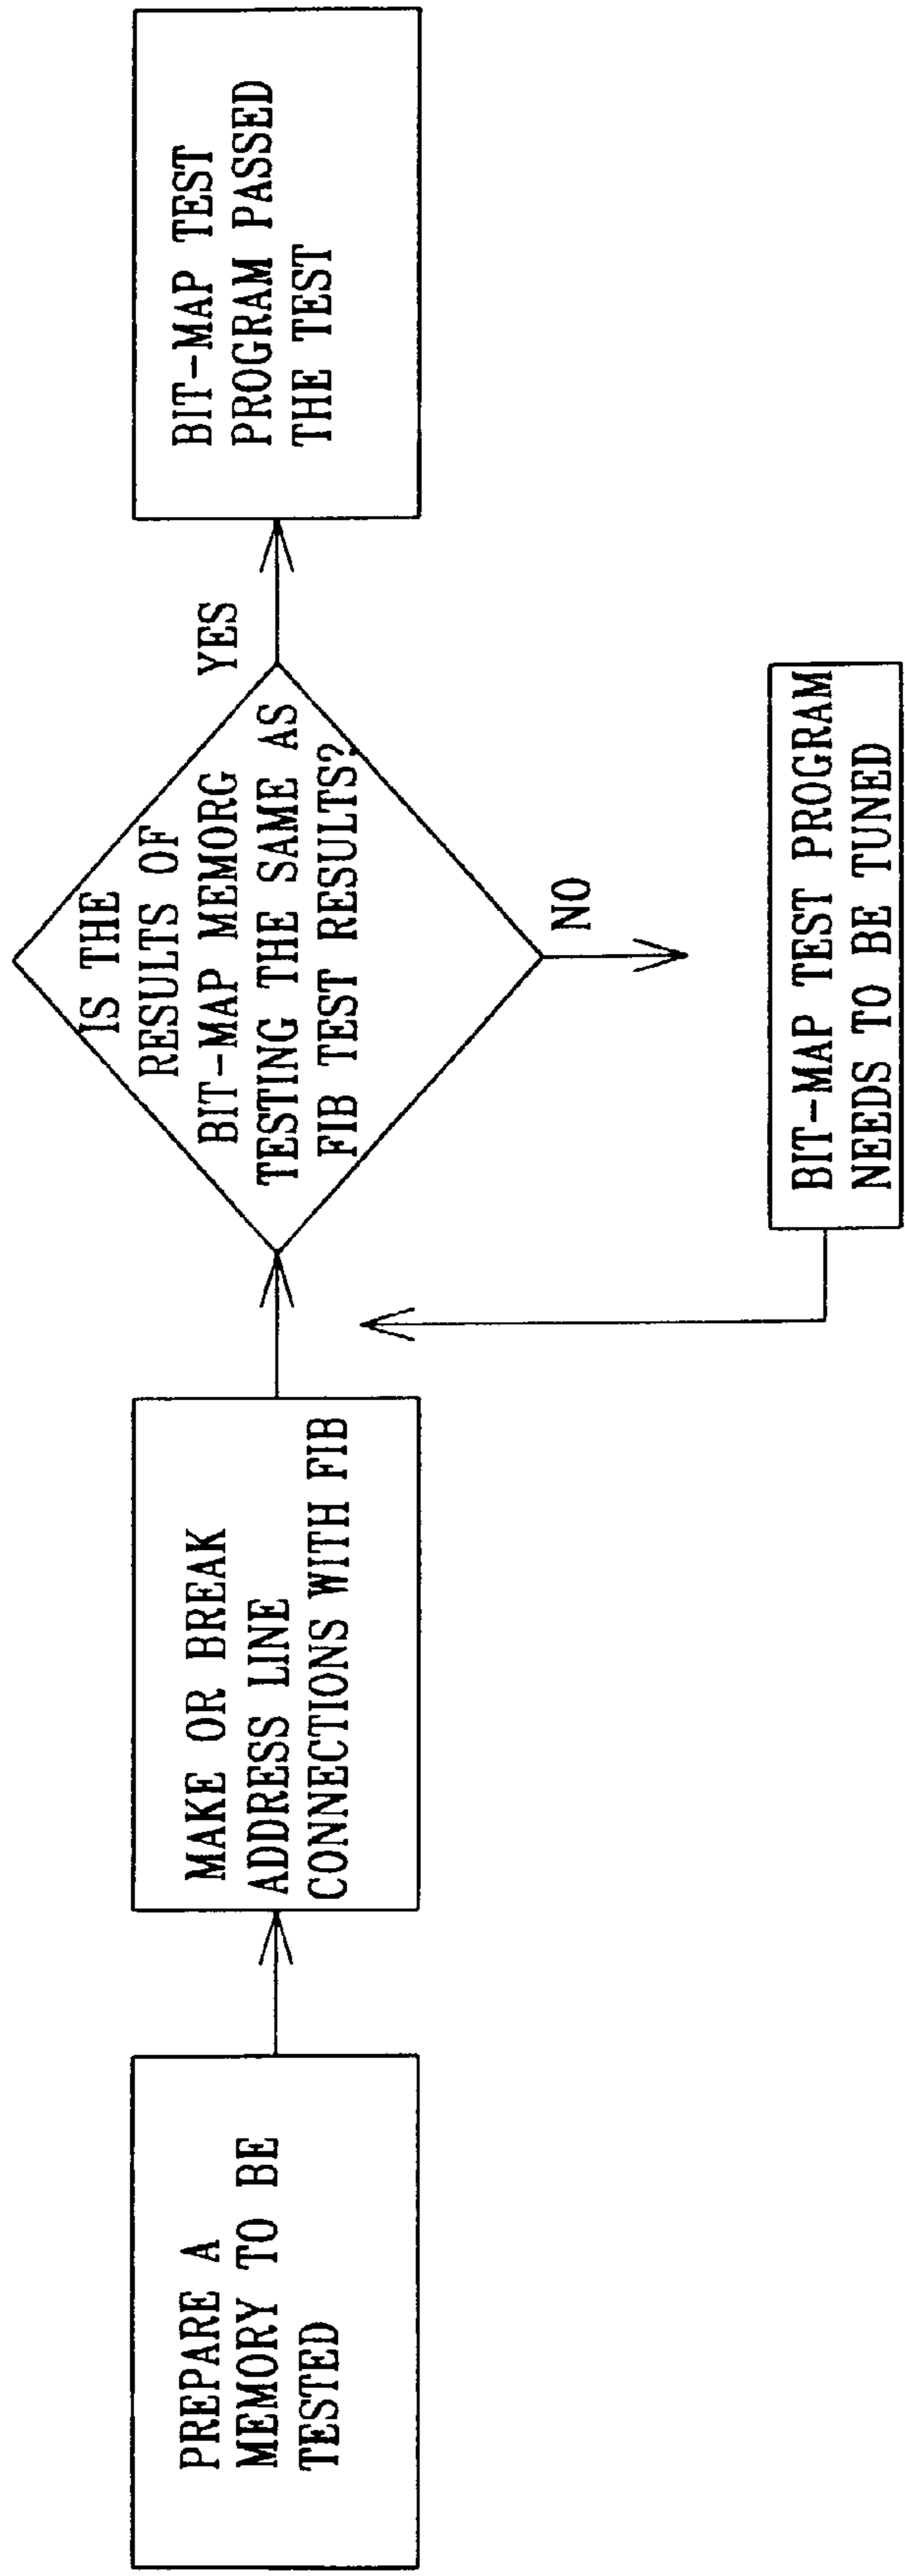 PREPARE A
MEMORY TO BE
TESTED
MAKE OR BREAK
ADDRESS LINE
CONNECTIONS WITH FIB
IS THE
RESULTS OF
BIT-MAP MEMORG
TESTING THE SAME AS
FIB TEST RESULTS?
YES
BIT-MAP TEST
PROGRAM PASSED
THE TEST
NO
BIT-MAP TEST PROGRAM
NEEDS TO BE TUNED